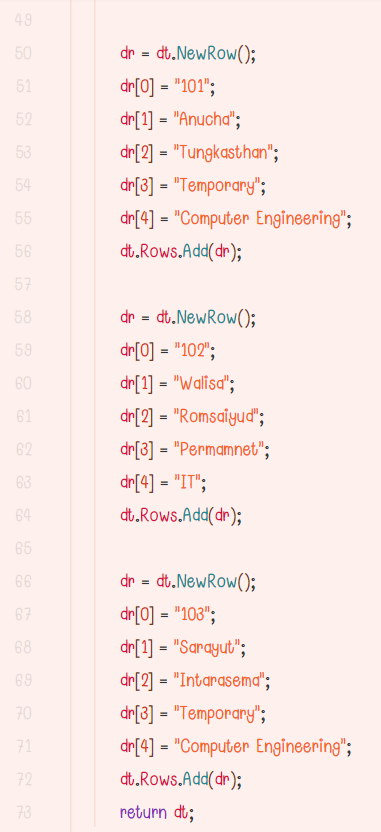 49
50 dr = dt.NewRow();
51 dr[0] = "101";
52 dr[1] = "Anucha";
53 dr[2] = "Tungkasthan";
54 dr[3] = "Temporary";
55 dr[4] = "Computer Engineering";
56 dt.Rows.Add(dr);
57
58 dr = dt.NewRow();
59 dr[0] = "102";
60 dr[1] = "Walisa";
61 dr[2] = "Romsaiyud";
62 dr[3] = "Permamnet";
63 dr[4] = "IT";
64 dt.Rows.Add(dr);
65
66 dr = dt.NewRow();
67 dr[0] = "103";
68 dr[1] = "Sarayut";
69 dr[2] = "Intarasema";
70 dr[3] = "Temporary";
71 dr[4] = "Computer Engineering";
72 dt.Rows.Add(dr);
73 return dt;